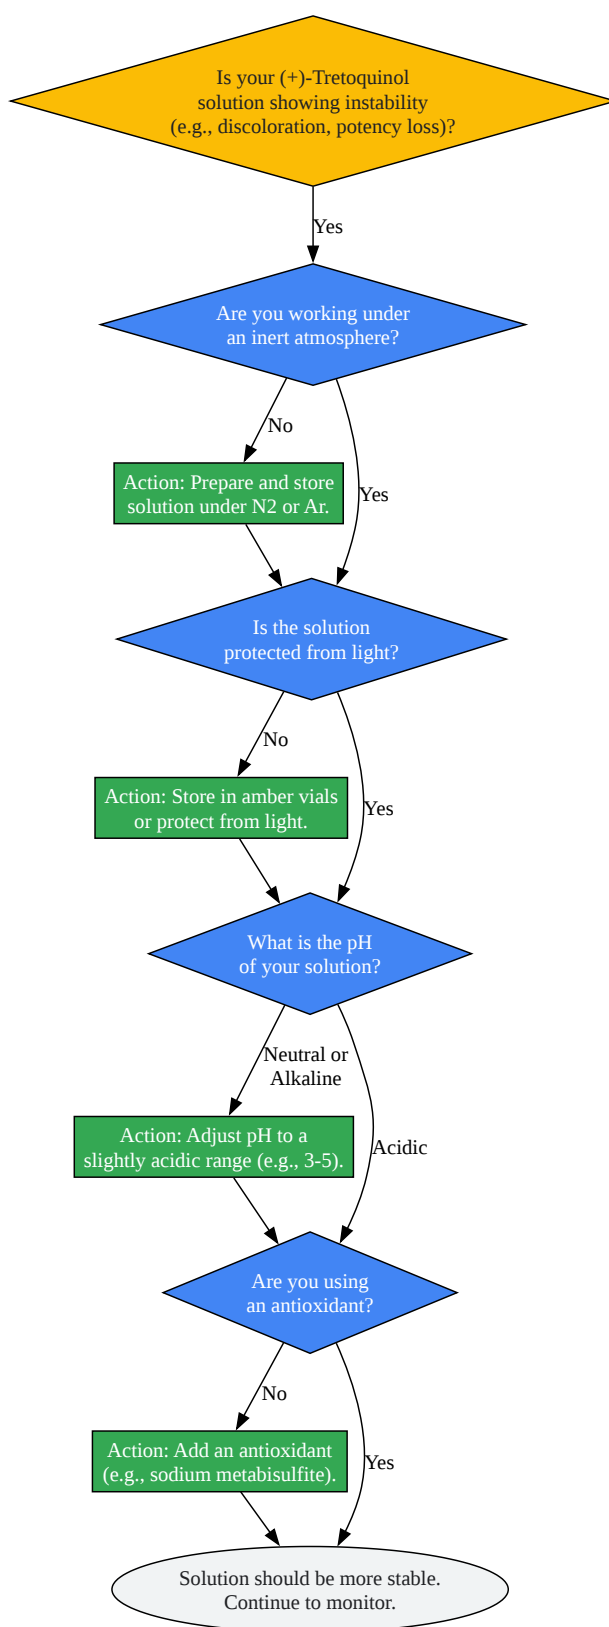 Is your (+)-Tretoquinol
solution showing instability
(e.g., discoloration, potency loss)?
Yes
Are you working under
an inert atmosphere?
No
Action: Prepare and store
solution under N2 or Ar.
Yes
Is the solution
protected from light?
No
Action: Store in amber vials
or protect from light.
Yes
What is the pH
of your solution?
Neutral or
Alkaline
Action: Adjust pH to a
slightly acidic range (e.g., 3-5).
Acidic
Are you using
an antioxidant?
No
Action: Add an antioxidant
(e.g., sodium metabisulfite).
Yes
Solution should be more stable.
Continue to monitor.